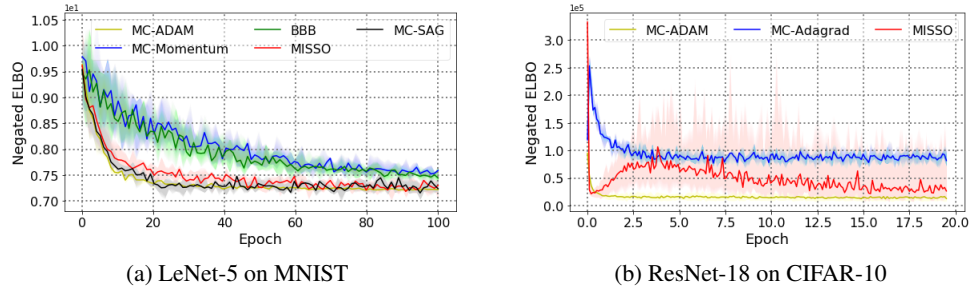 1e1
MC-ADAM BBB MC-SAG
MC-Momentum MISSO
1.05
1.00
0.95
0.90
0.85
0.80
0.75
0.70
Negated ELBO
0 20 40 60 80 100
Epoch
(a) LeNet-5 on MNIST
1e5
MC-ADAM MC-Adagrad MISSO
3.0
2.5
2.0
1.5
1.0
0.5
0.0
Negated ELBO
0.0 2.5 5.0 7.5 10.0 12.5 15.0 17.5 20.0
Epoch
(b) ResNet-18 on CIFAR-10